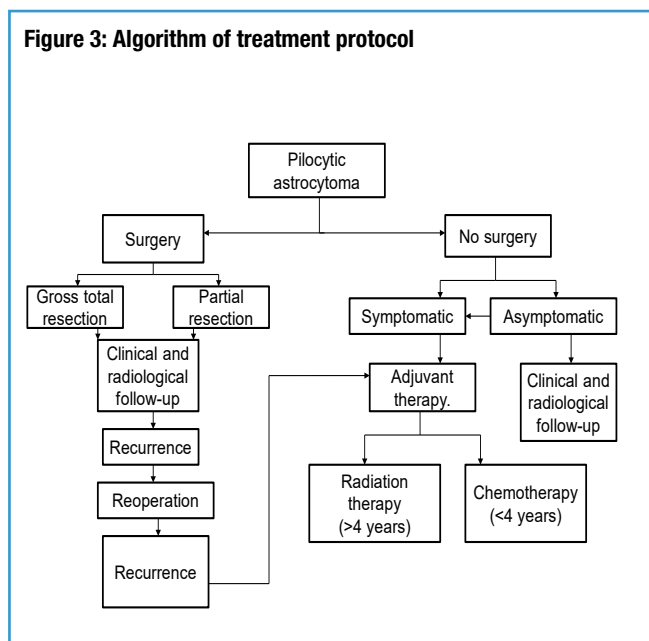 Figure 3: Algorithm of treatment protocol
Pilocytic
astrocytoma
Surgery
No surgery
Gross total
resection
Partial
resection
Symptomatic
Asymptomatic
Clinical and
radiological
follow-up
Adjuvant
therapy.
Clinical and
radiological
follow-up
Recurrence
Reoperation
Radiation
therapy
(>4 years)
Chemotherapy
(<4 years)
Recurrence